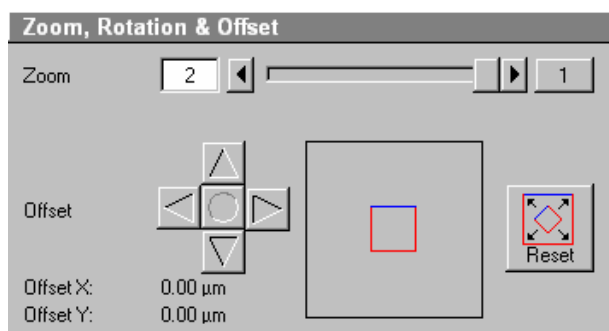 Zoom, Rotation & Offset
Zoom 2 1
Offset
Reset
Offset X: 0.00 µm
Offset Y: 0.00 µm